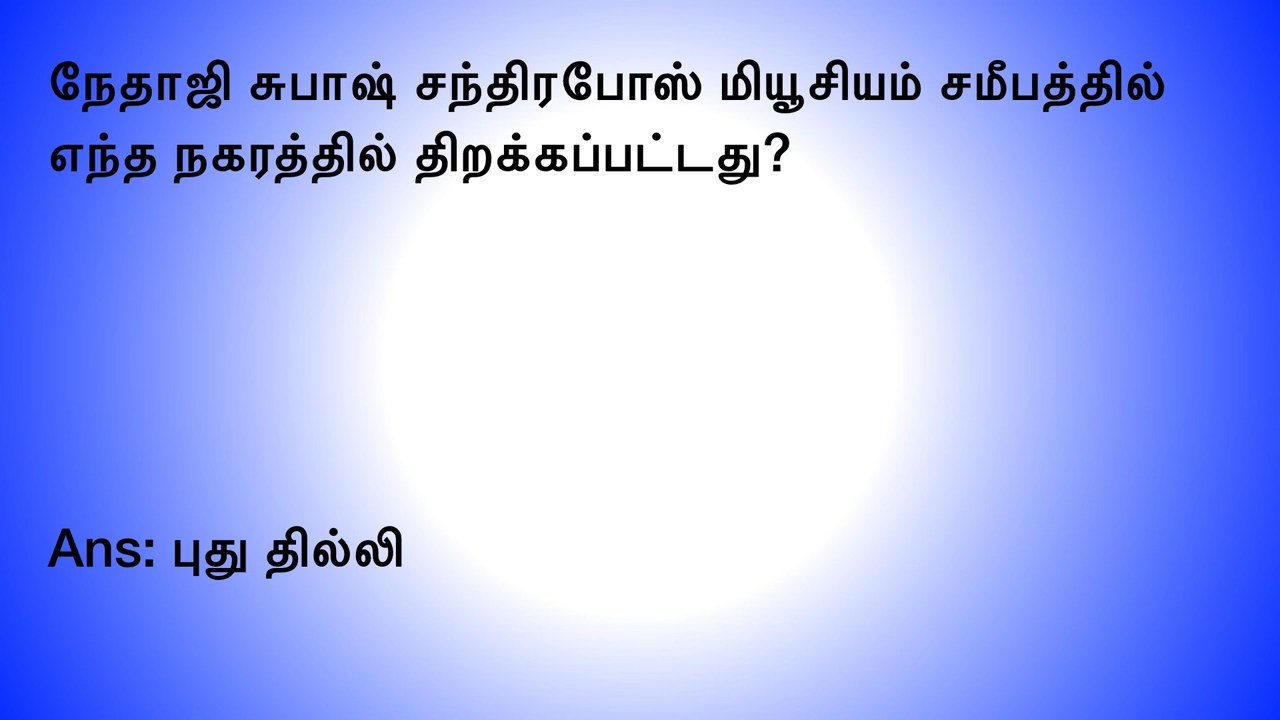 நேதாஜி சுபாஷ் சந்திரபோஸ் மியூசியம் சமீபத்தில்
எந்த நகரத்தில் திறக்கப்பட்டது?
Ans: புது தில்லி